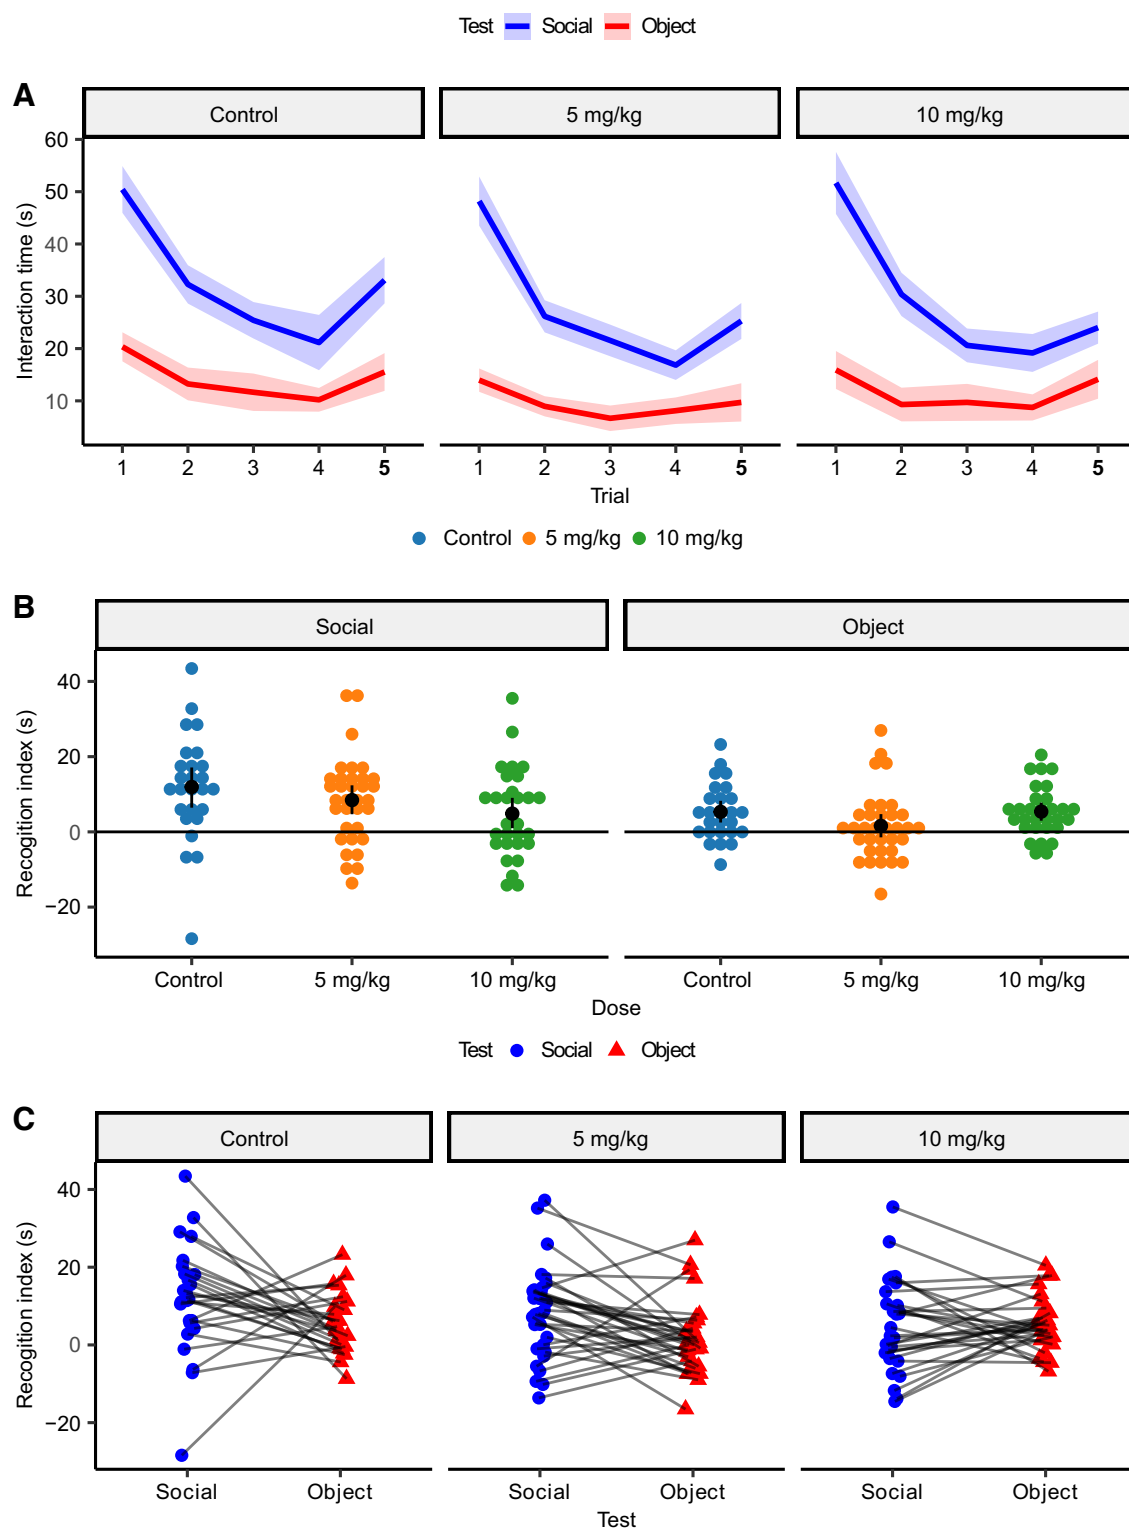 Test Social Object
A
Control 5 mg/kg 10 mg/kg
Interaction time (s)
60
50
40
30
20
10
1 2 3 4 5 1 2 3 4 5 1 2 3 4 5
Trial
Control 5 mg/kg 10 mg/kg
B
Social Object
Recogition index (s)
40
20
0
−20
Control 5 mg/kg 10 mg/kg Control 5 mg/kg 10 mg/kg
Dose
Test Social Object
C
Control 5 mg/kg 10 mg/kg
Recogition index (s)
40
20
0
−20
Social Object Social Object Social Object
Test